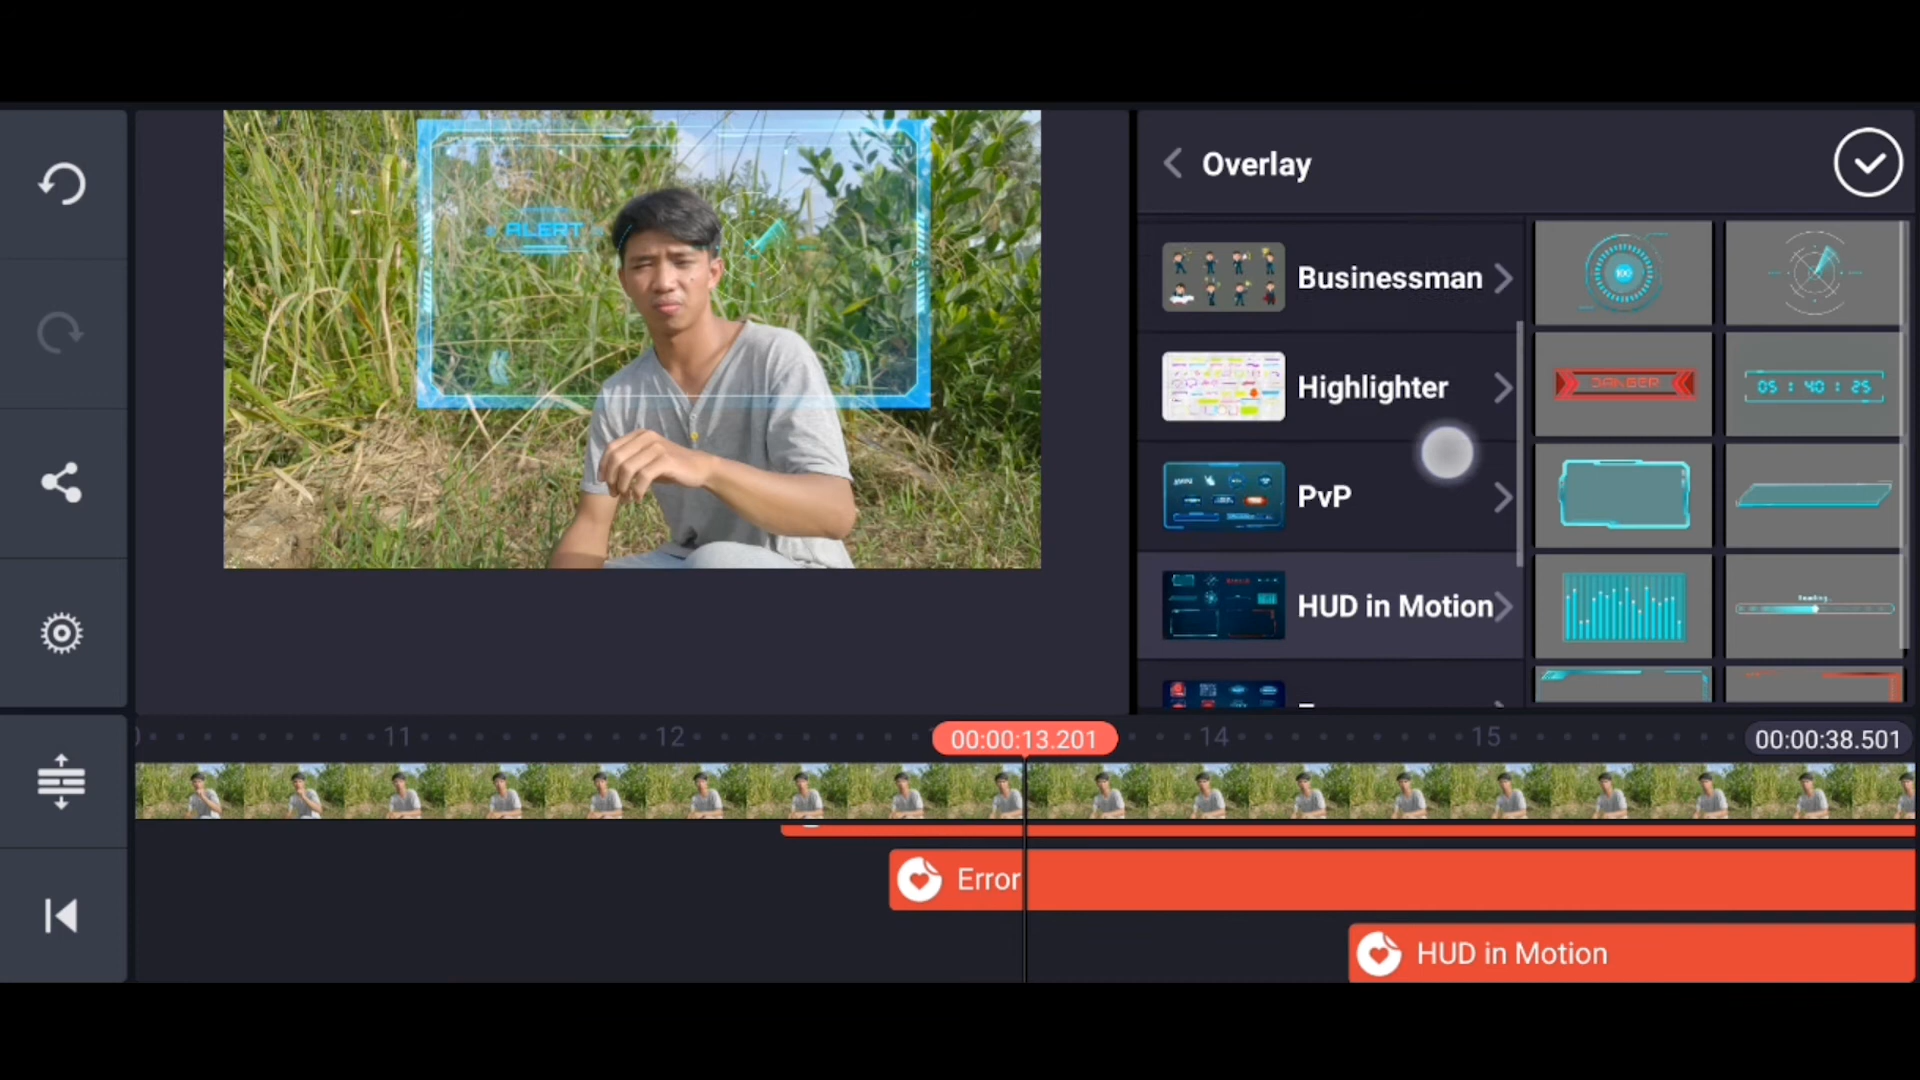 Overlay
ALERT
Businessman
Highlighter
PvP
HUD in Motion
100
DANGER
05 : 40 : 25
11
12
00:00:13.201
14
15
00:00:38.501
Error
HUD in Motion